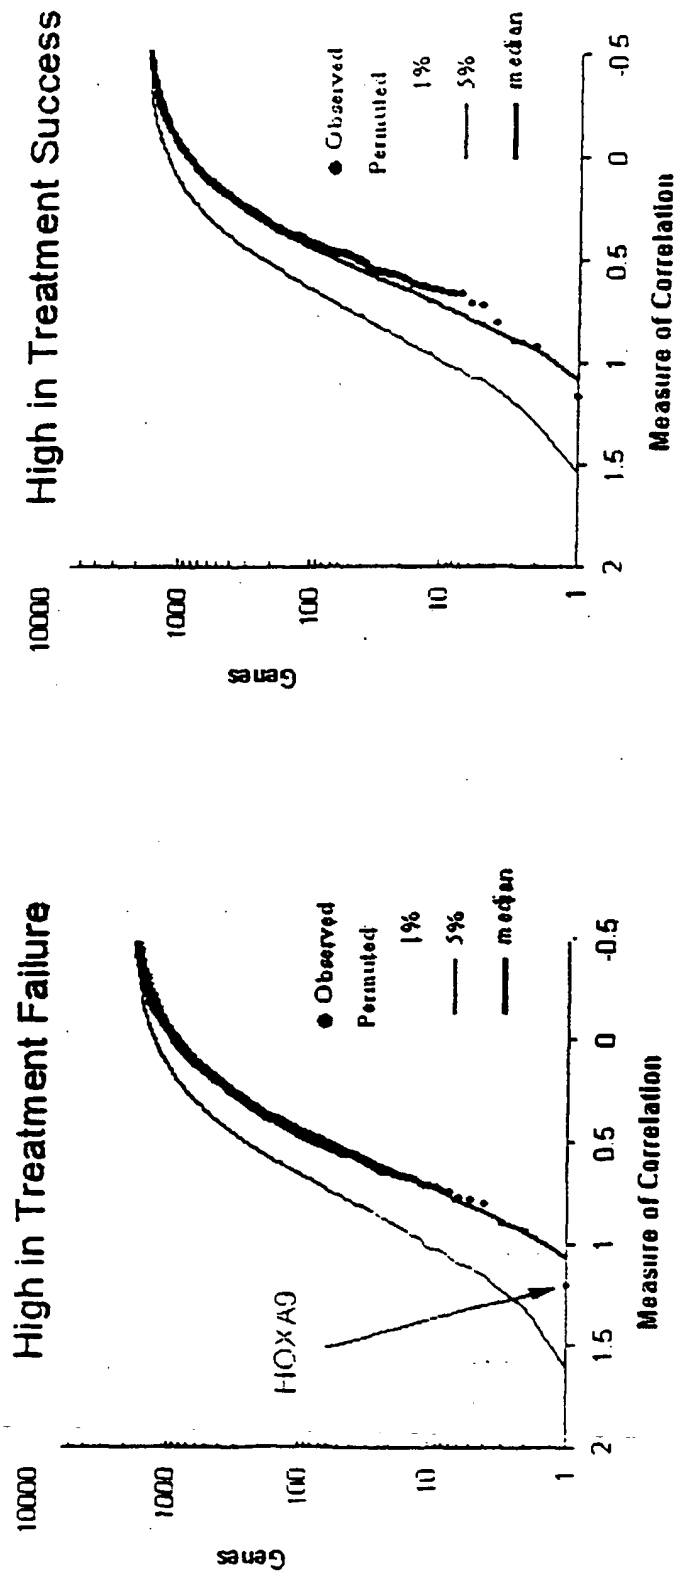 High in Treatment Failure
10000
1000
100
10
1
Genes
HOXA9
Observed
Permuted
1%
5%
median
2
1.5
1
0.5
0
-0.5
Measure of Correlation
High in Treatment Success
10000
1000
100
10
1
Genes
Observed
Permuted
1%
5%
median
2
1.5
1
0.5
0
-0.5
Measure of Correlation